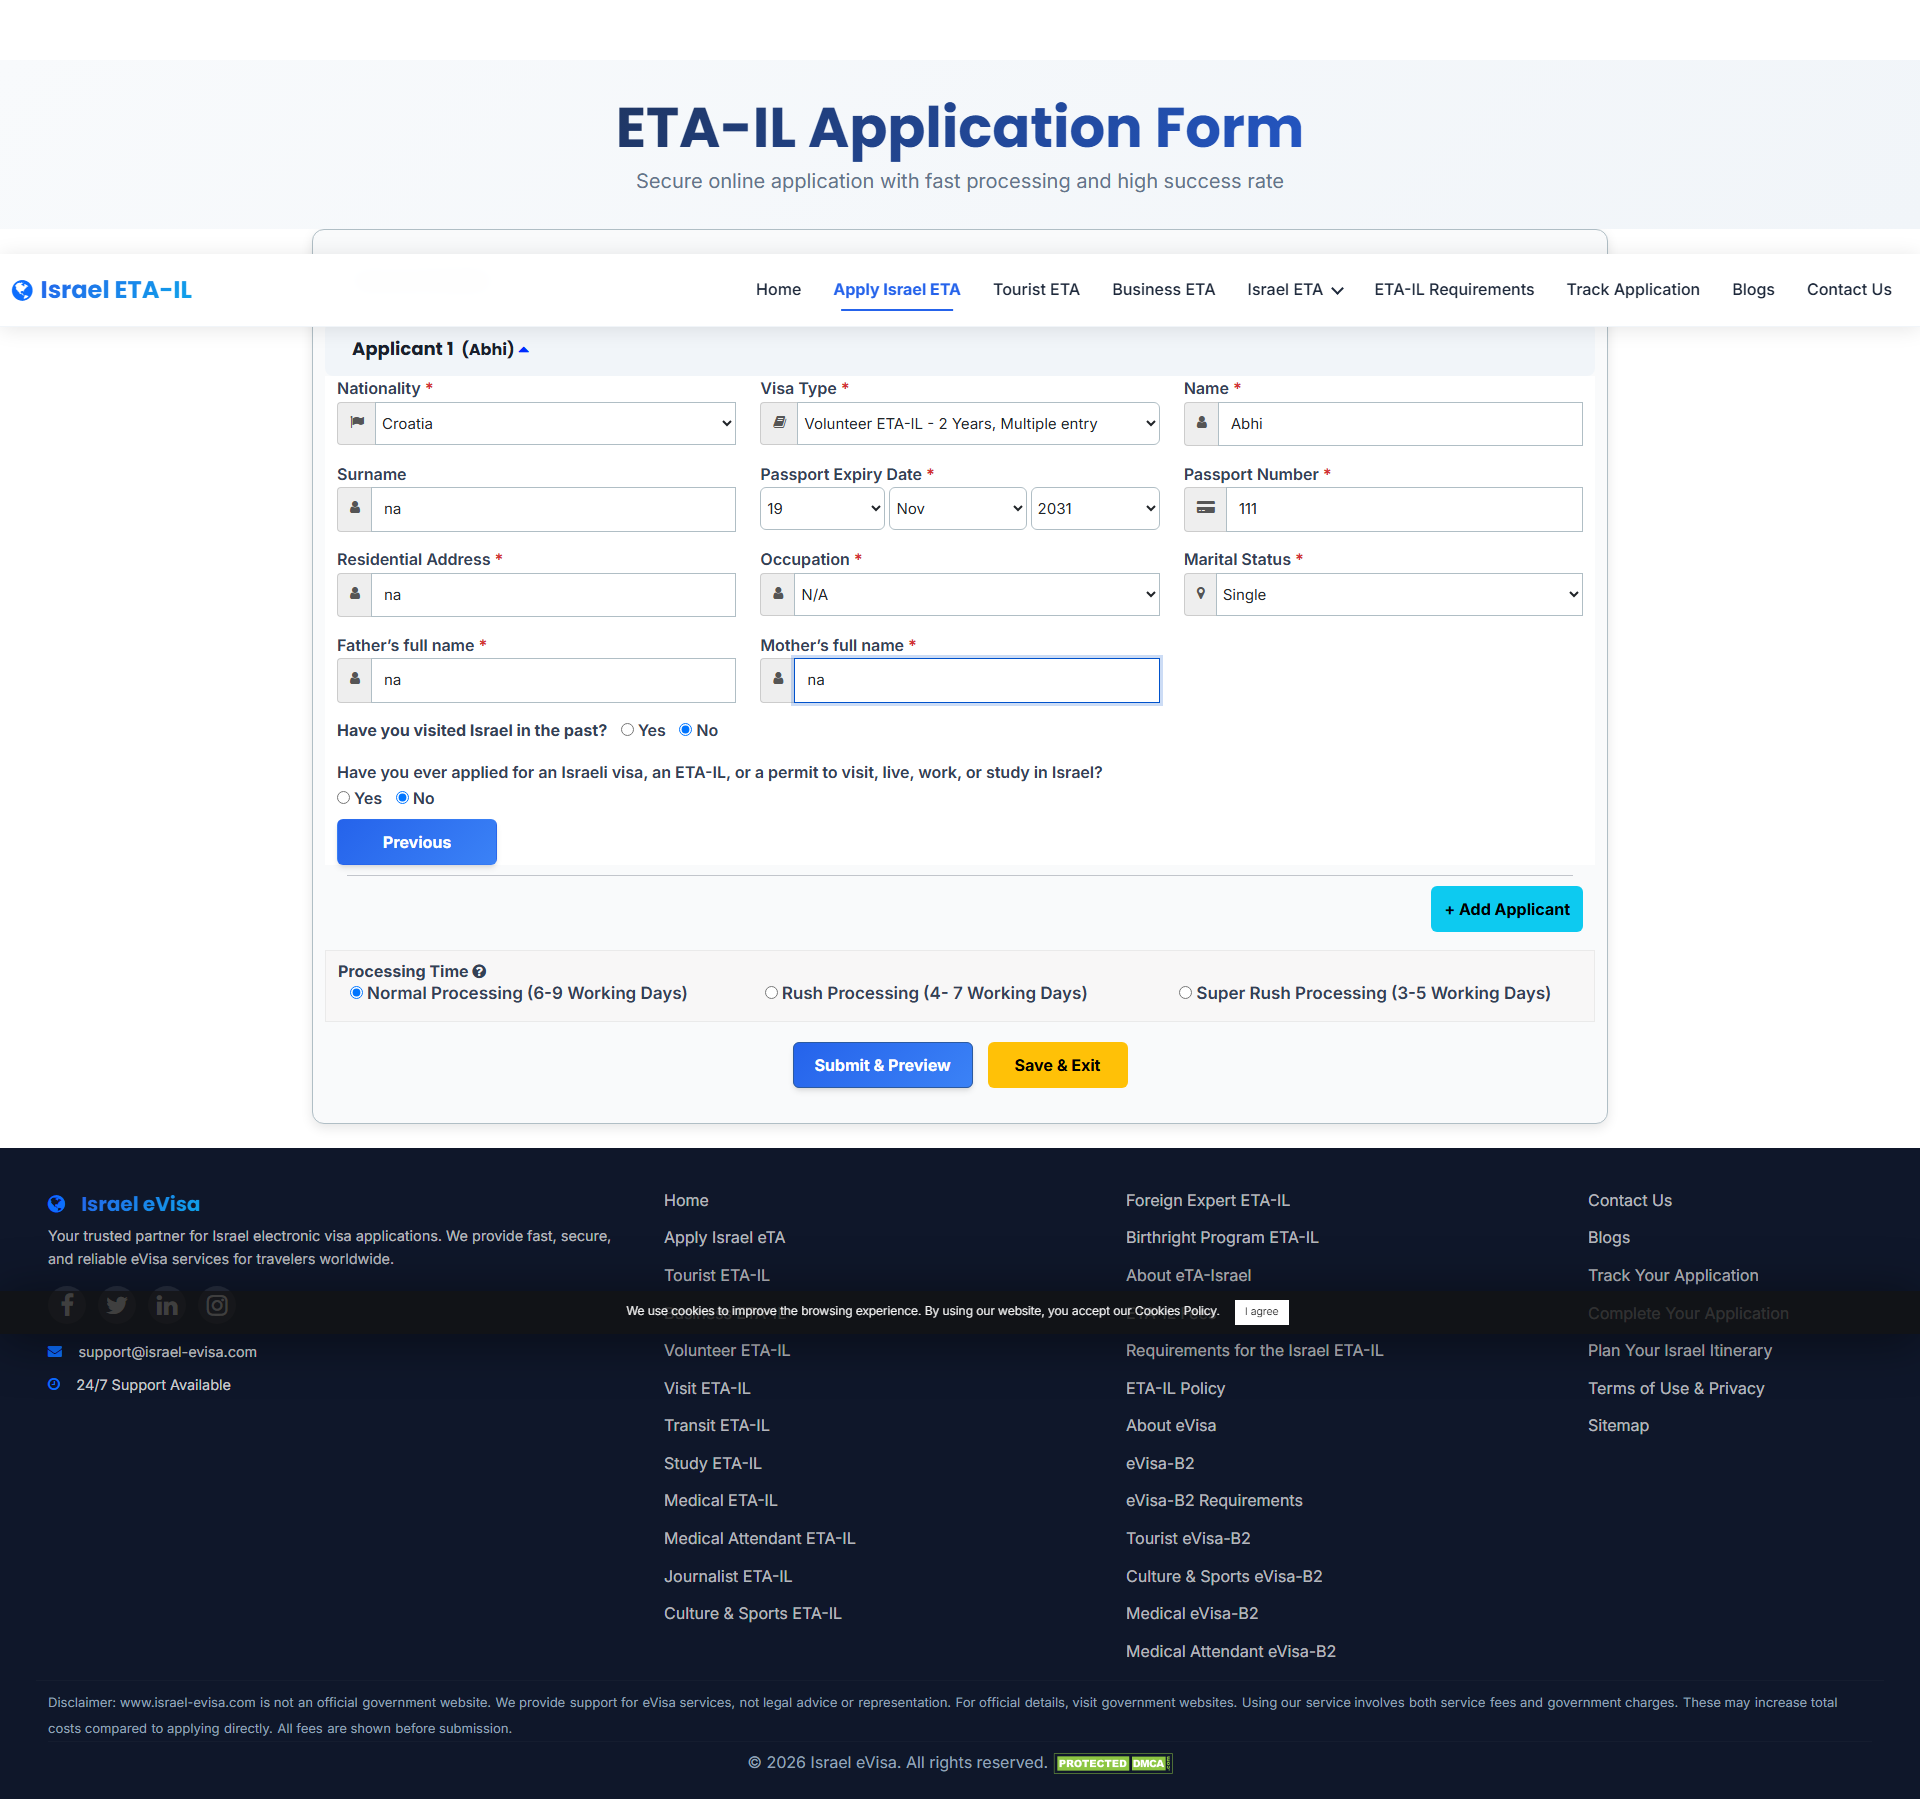 ETA-IL Application Form
Secure online application with fast processing and high success rate
Israel ETA-IL
Home
Apply Israel ETA
Tourist ETA
Business ETA
Israel ETA
ETA-IL Requirements
Track Application
Blogs
Contact Us
Applicant 1 (Abhi)
Nationality *
Visa Type *
Name *
Croatia
Volunteer ETA-IL - 2 Years, Multiple entry
Abhi
Surname
Passport Expiry Date *
Passport Number *
na
19
Nov
2031
111
Residential Address *
Occupation *
Marital Status *
na
N/A
Single
Father’s full name *
Mother’s full name *
na
na
Have you visited Israel in the past? Yes No
Have you ever applied for an Israeli visa, an ETA-IL, or a permit to visit, live, work, or study in Israel?
Yes No
Previous
+ Add Applicant
Processing Time
Normal Processing (6-9 Working Days)
Rush Processing (4- 7 Working Days)
Super Rush Processing (3-5 Working Days)
Submit & Preview
Save & Exit
Israel eVisa
Your trusted partner for Israel electronic visa applications. We provide fast, secure,
and reliable eVisa services for travelers worldwide.
support@israel-evisa.com
24/7 Support Available
Home
Apply Israel eTA
Tourist ETA-IL
Volunteer ETA-IL
Visit ETA-IL
Transit ETA-IL
Study ETA-IL
Medical ETA-IL
Medical Attendant ETA-IL
Journalist ETA-IL
Culture & Sports ETA-IL
Foreign Expert ETA-IL
Birthright Program ETA-IL
About eTA-Israel
Requirements for the Israel ETA-IL
ETA-IL Policy
About eVisa
eVisa-B2
eVisa-B2 Requirements
Tourist eVisa-B2
Culture & Sports eVisa-B2
Medical eVisa-B2
Medical Attendant eVisa-B2
Contact Us
Blogs
Track Your Application
Complete Your Application
Plan Your Israel Itinerary
Terms of Use & Privacy
Sitemap
We use cookies to improve the browsing experience. By using our website, you accept our Cookies Policy.
I agree
Disclaimer: www.israel-evisa.com is not an official government website. We provide support for eVisa services, not legal advice or representation. For official details, visit government websites. Using our service involves both service fees and government charges. These may increase total
costs compared to applying directly. All fees are shown before submission.
© 2026 Israel eVisa. All rights reserved.
PROTECTED DMCA